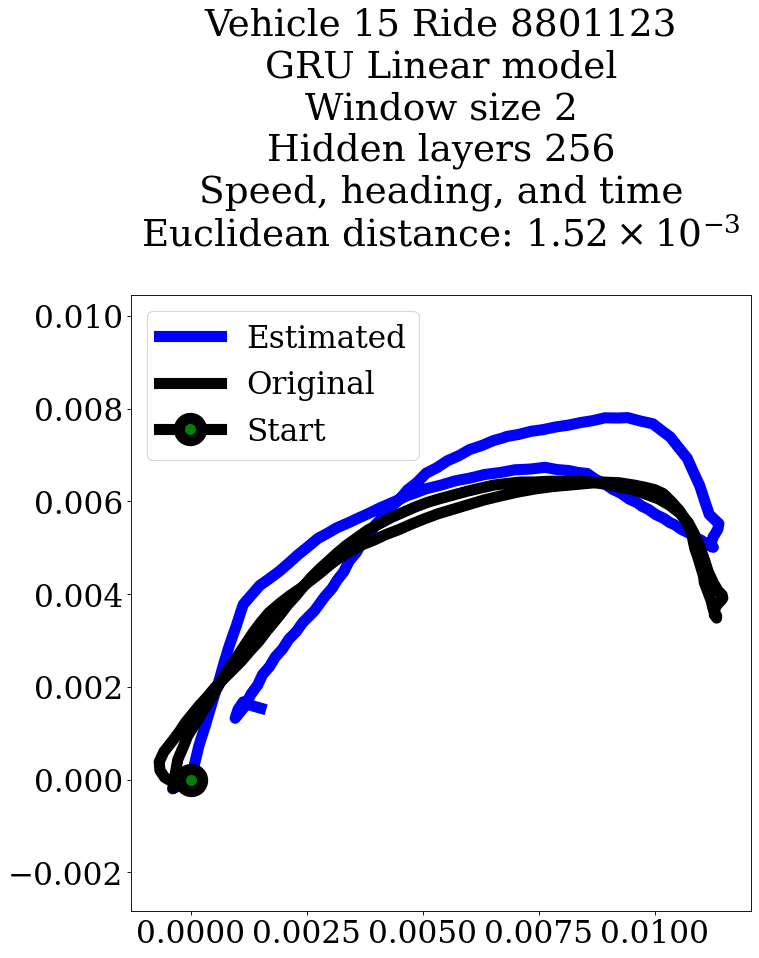 Vehicle 15 Ride 8801123
GRU Linear model
Window size 2
Hidden layers 256
Speed, heading, and time
Euclidean distance: 1.52 × 10⁻³
0.010
0.008
0.006
0.004
0.002
0.000
−0.002
Estimated
Original
Start
0.0000 0.0025 0.0050 0.0075 0.0100